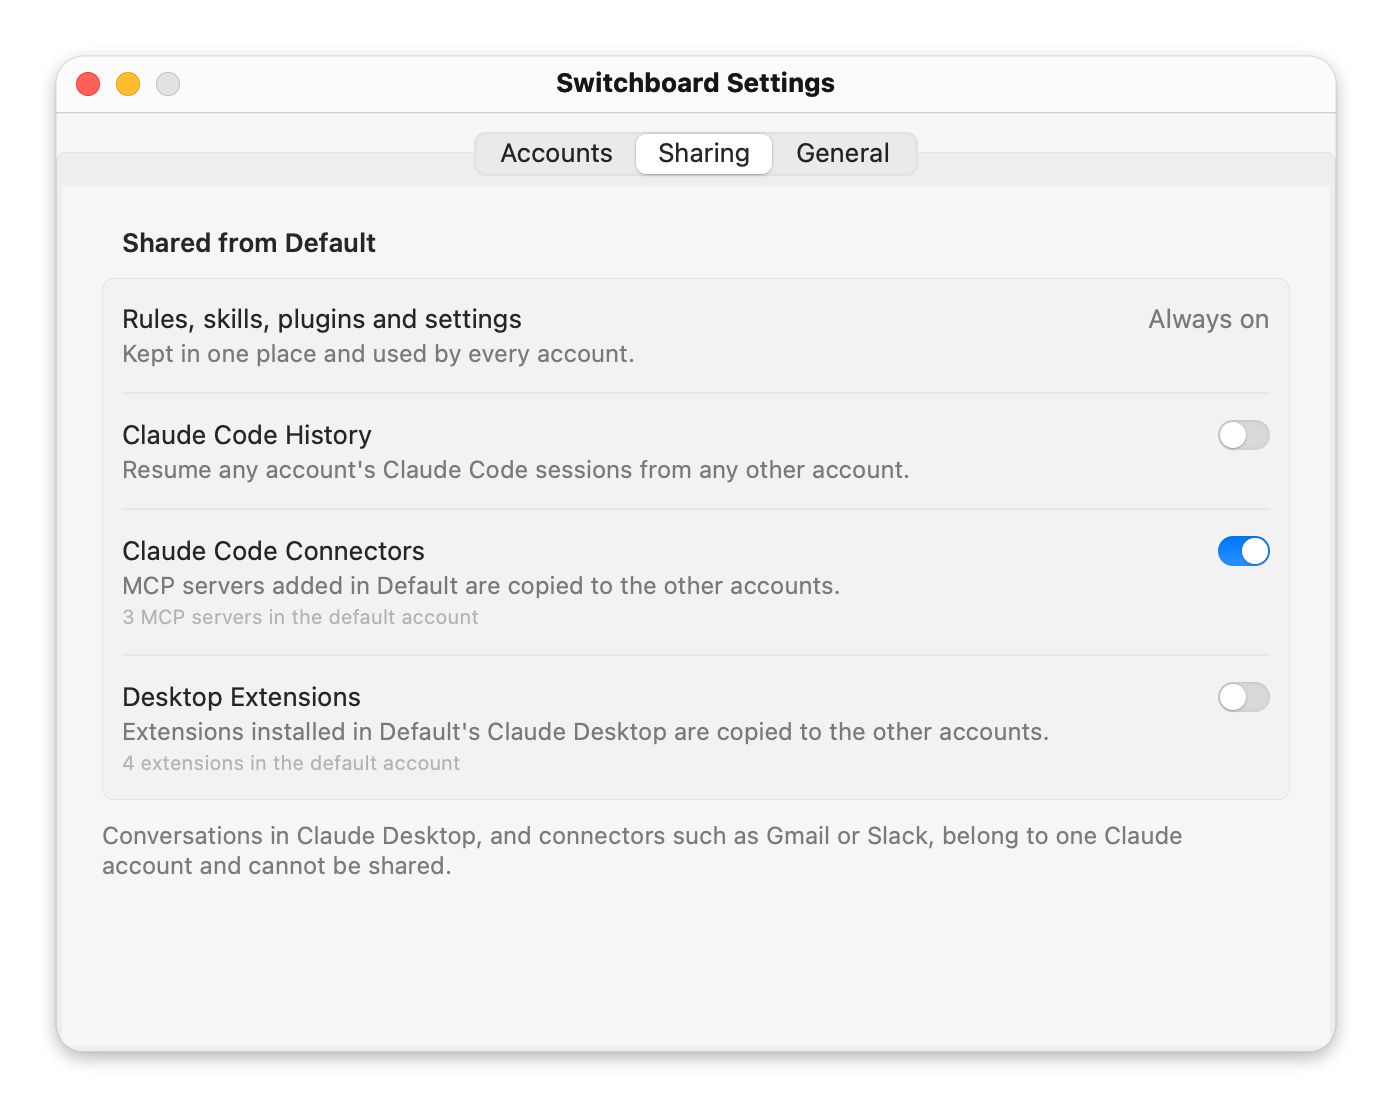 Switchboard Settings
Accounts
Sharing
General
Shared from Default
Rules, skills, plugins and settings
Always on
Kept in one place and used by every account.
Claude Code History
Resume any account's Claude Code sessions from any other account.
Claude Code Connectors
MCP servers added in Default are copied to the other accounts.
3 MCP servers in the default account
Desktop Extensions
Extensions installed in Default's Claude Desktop are copied to the other accounts.
4 extensions in the default account
Conversations in Claude Desktop, and connectors such as Gmail or Slack, belong to one Claude
account and cannot be shared.